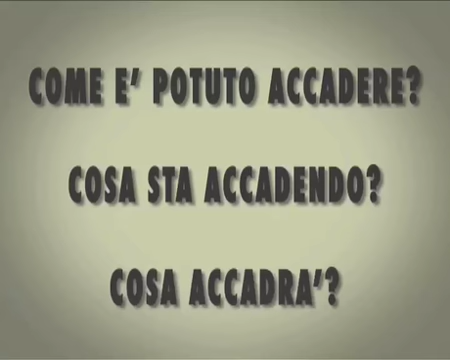 COME E' POTUTO ACCADERE?
COSA STA ACCADENDO?
COSA ACCADRA'?